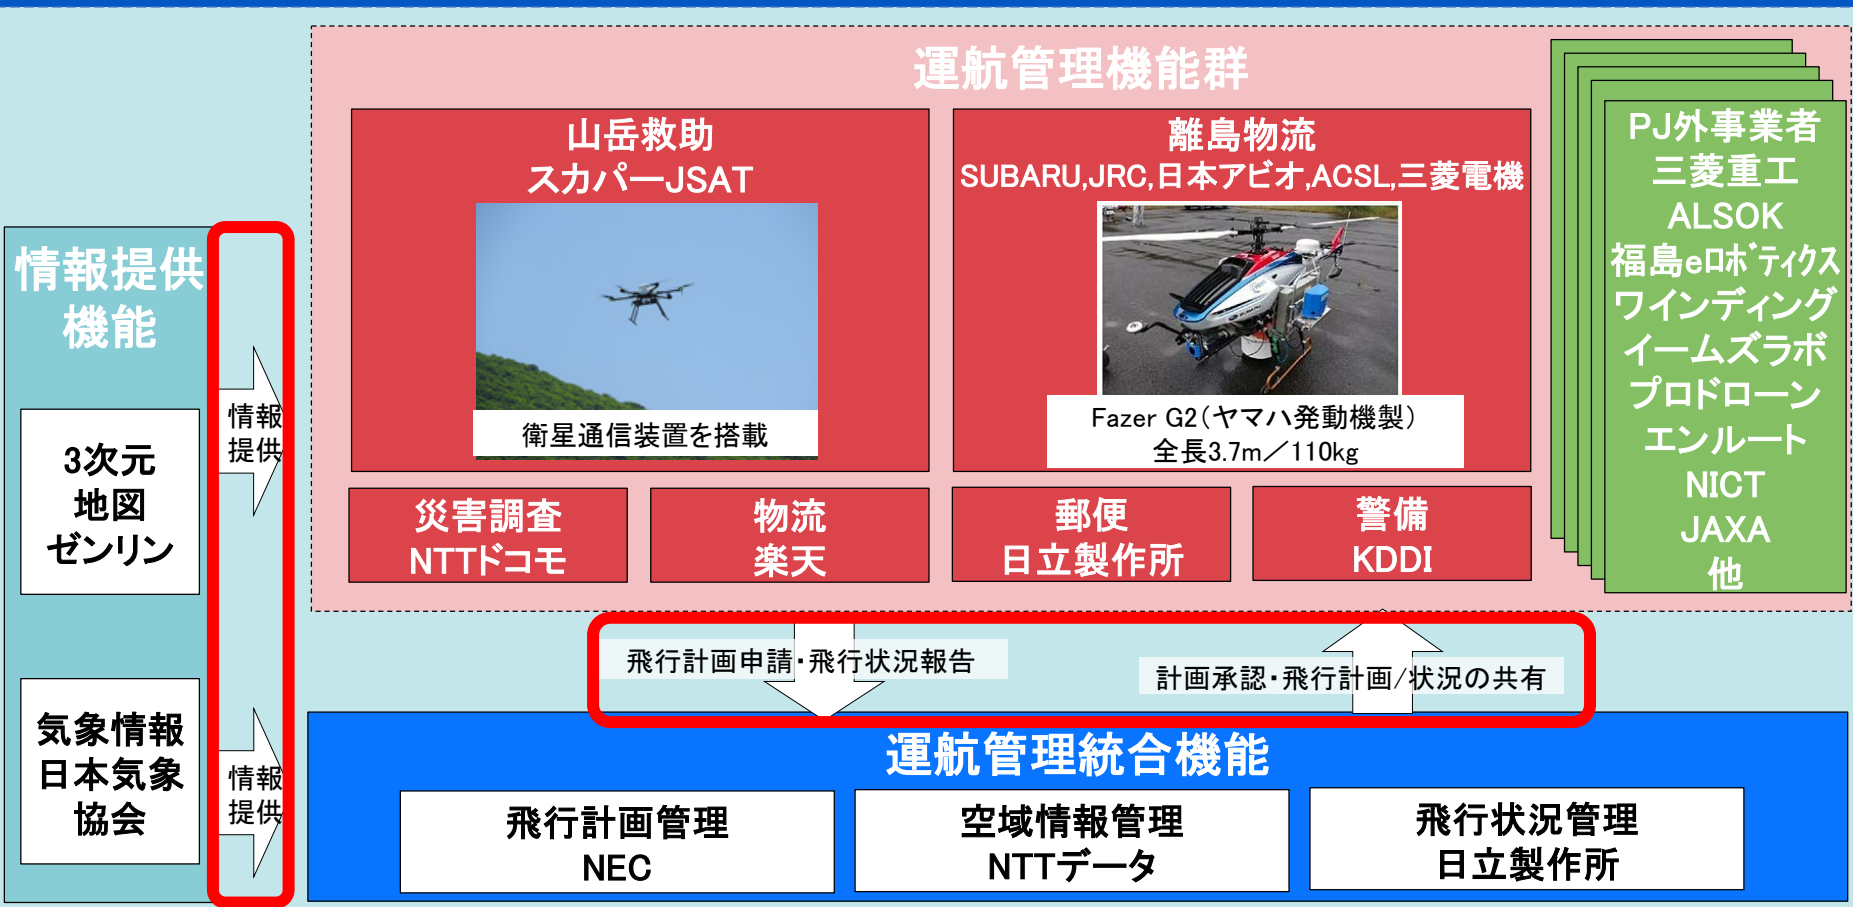 運航管理機能群
山岳救助
スカパーJSAT
衛星通信装置を搭載
離島物流
SUBARU,JRC,日本アビオ,ACSL,三菱電機
Fazer G2(ヤマハ発動機製)
全長3.7m／110kg
災害調査
NTTドコモ
物流
楽天
郵便
日立製作所
警備
KDDI
PJ外事業者
三菱重工
ALSOK
福島eﾛﾎﾞﾃｨｸｽ
ワインディング
イームズラボ
プロドローン
エンルート
NICT
JAXA
他
情報提供
機能
3次元
地図
ゼンリン
気象情報
日本気象
協会
情報
提供
情報
提供
飛行計画申請・飛行状況報告
計画承認・飛行計画/状況の共有
運航管理統合機能
飛行計画管理
NEC
空域情報管理
NTTデータ
飛行状況管理
日立製作所